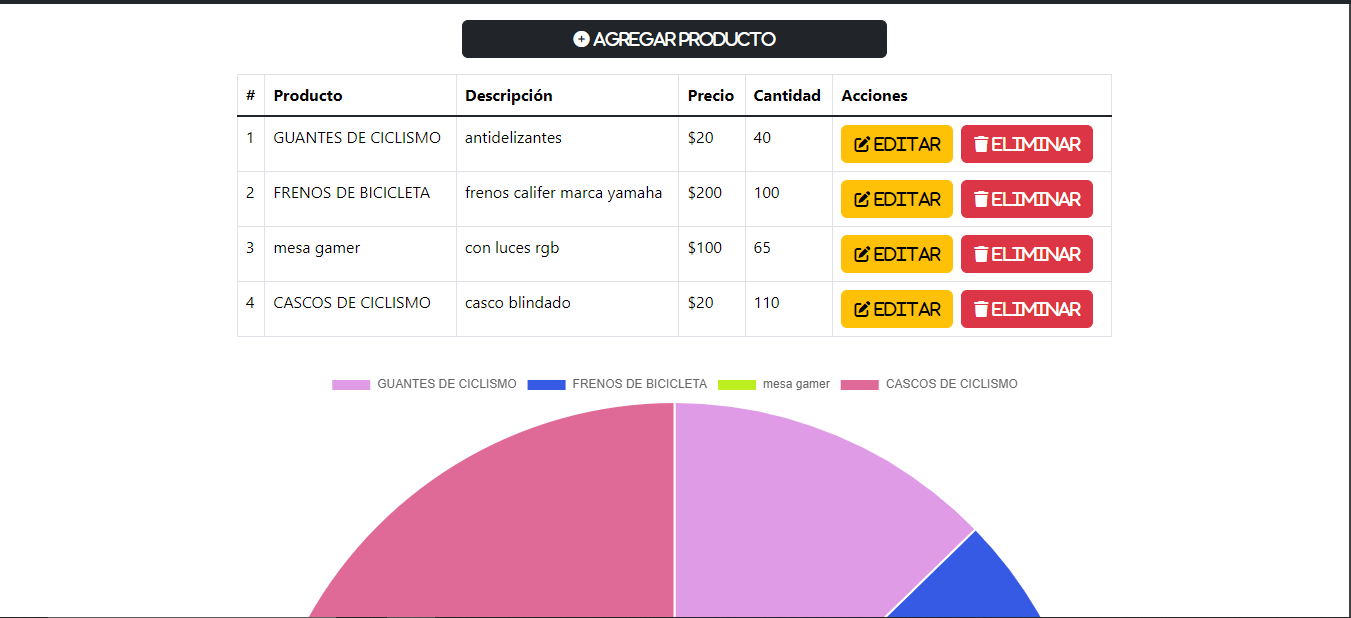 AGREGAR PRODUCTO
# Producto Descripción Precio Cantidad Acciones
1 GUANTES DE CICLISMO antidelizantes $20 40 EDITAR ELIMINAR
2 FRENOS DE BICICLETA frenos califer marca yamaha $200 100 EDITAR ELIMINAR
3 mesa gamer con luces rgb $100 65 EDITAR ELIMINAR
4 CASCOS DE CICLISMO casco blindado $20 110 EDITAR ELIMINAR
GUANTES DE CICLISMO FRENOS DE BICICLETA mesa gamer CASCOS DE CICLISMO